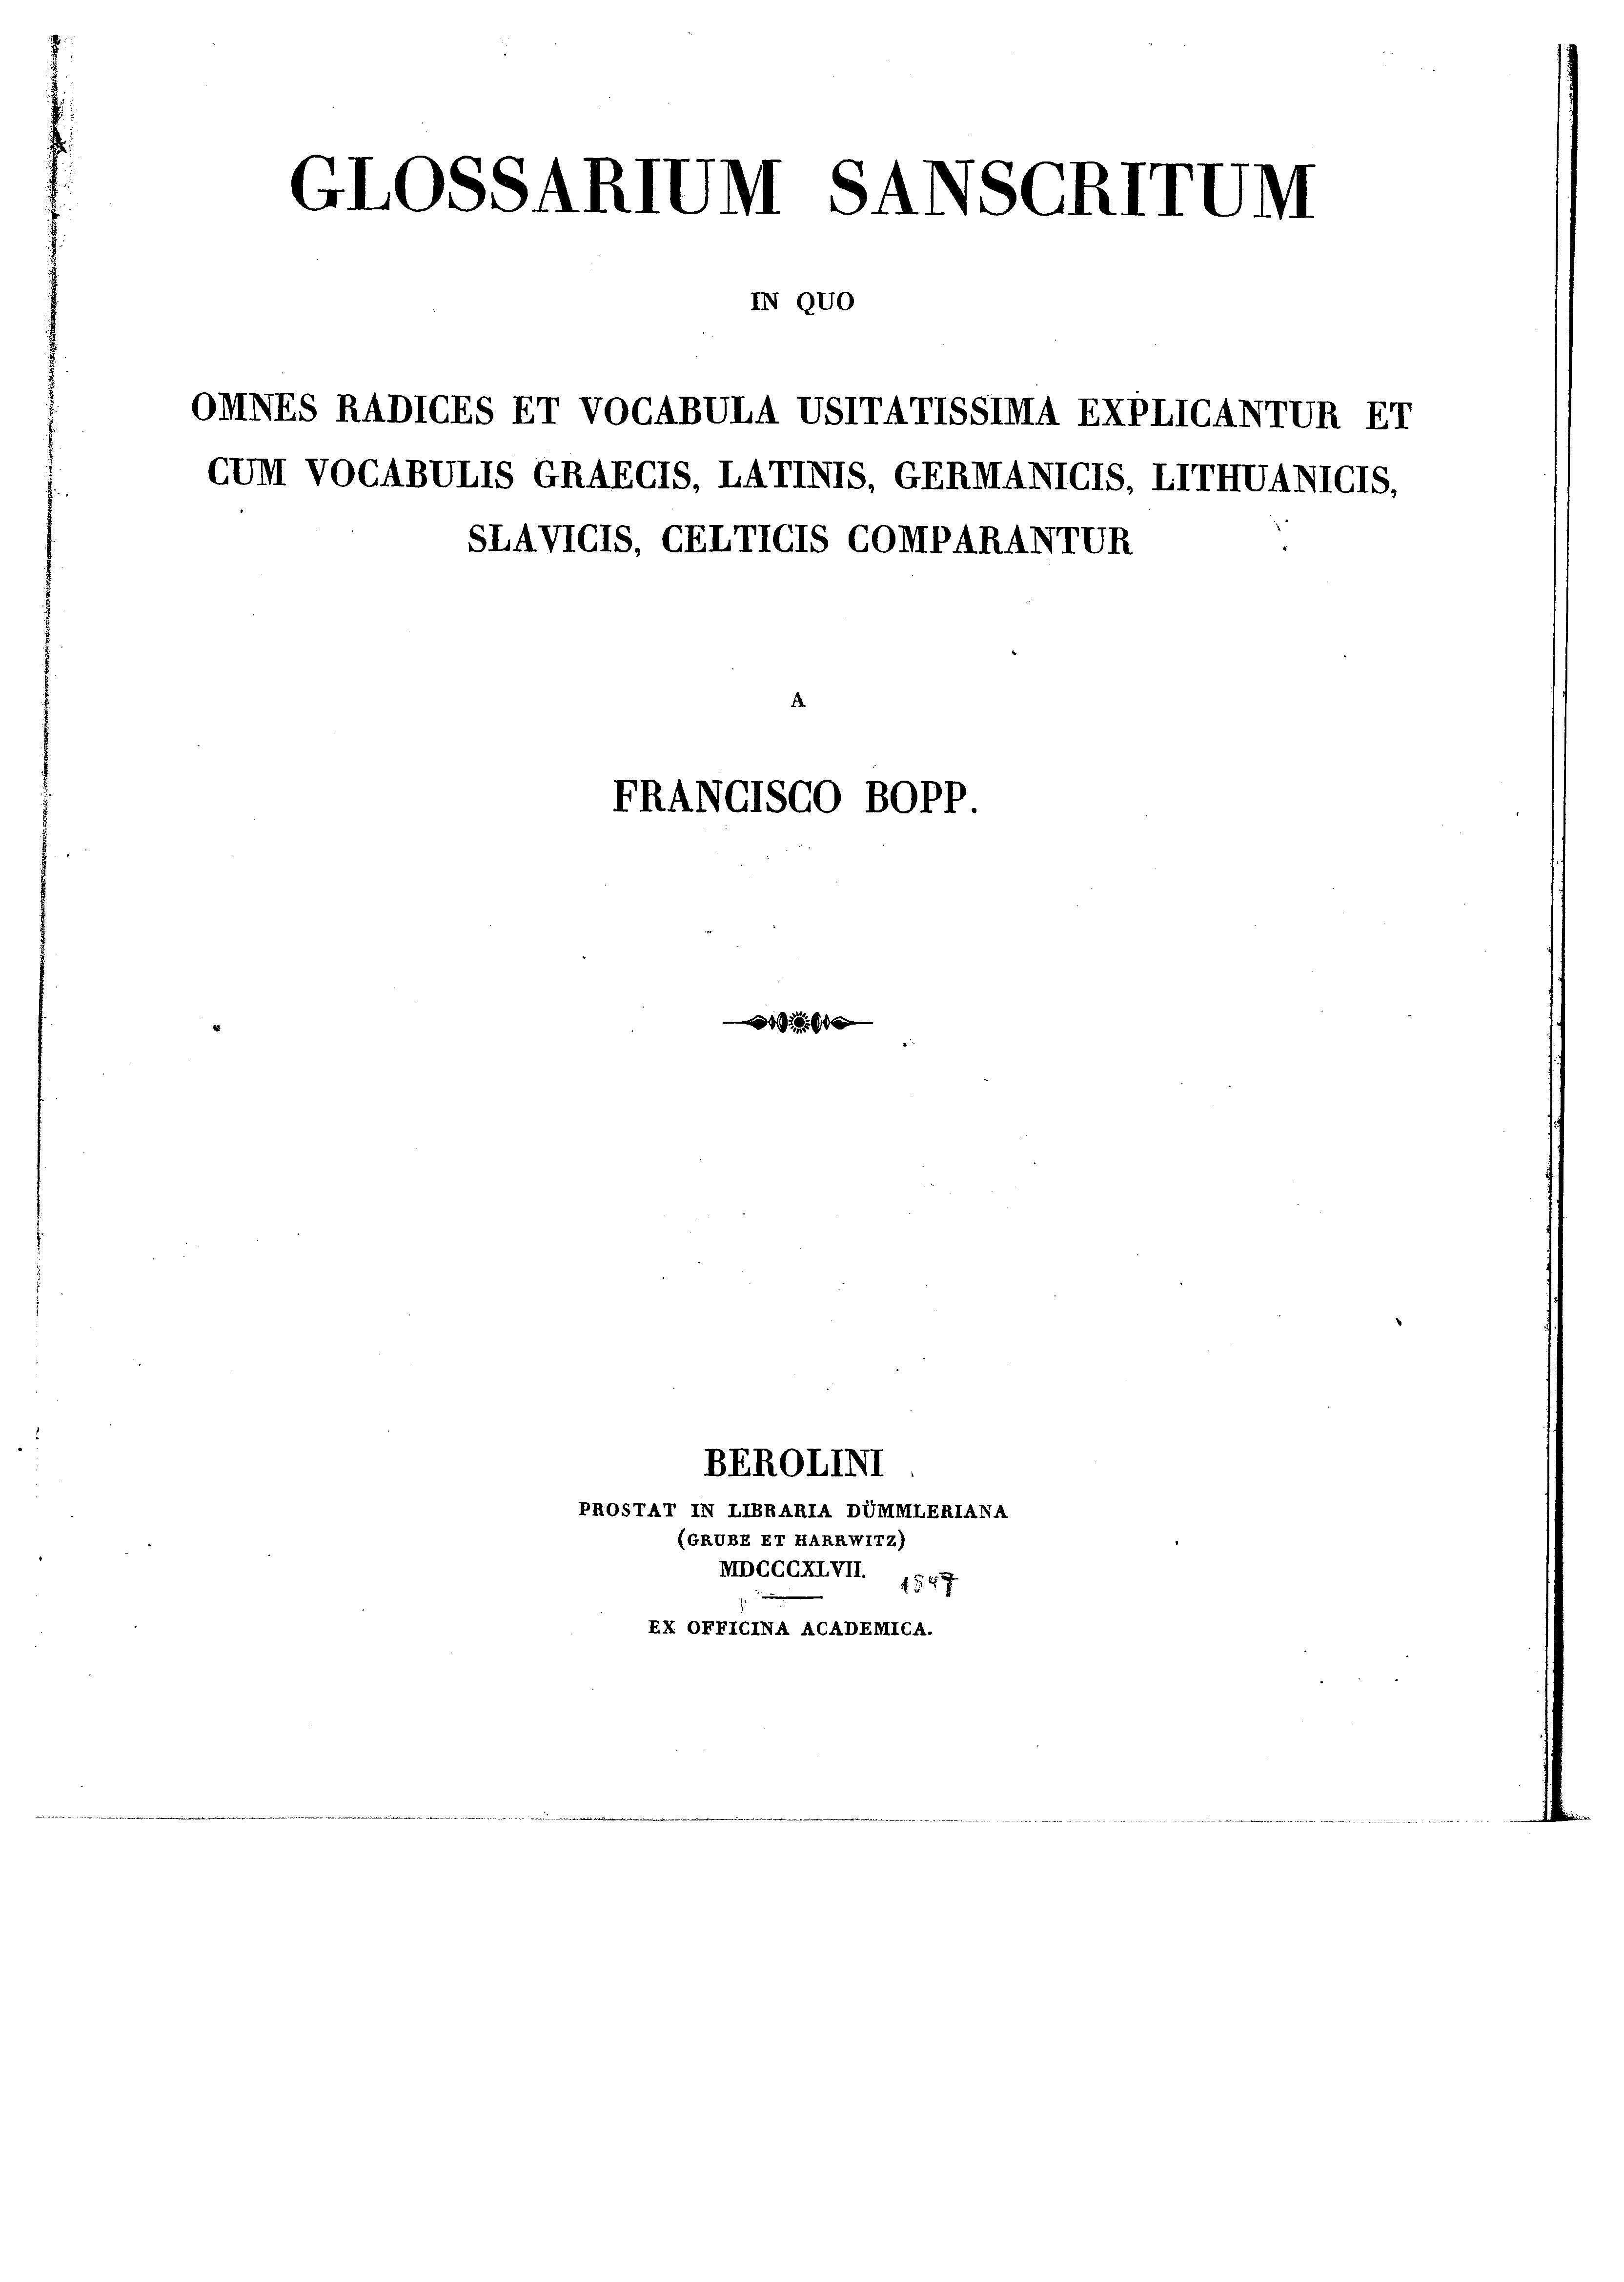 GLOSSARIUM SANSCRITUM
IN QUO
OMNES RADICES ET VOCABULA USITATISSIMA EXPLICANTUR ET
CUM VOCABULIS GRAECIS, LATINIS, GERMANICIS, LITHUANICIS,
SLAVICIS, CELTICIS COMPARANTUR
A
FRANCISCO BOPP.
BEROLINI
PROSTAT IN LIBRARIA DÜMMLERIANA
(GRUBE ET HARRWITZ)
MDCCCXLVII.
1847
EX OFFICINA ACADEMICA.